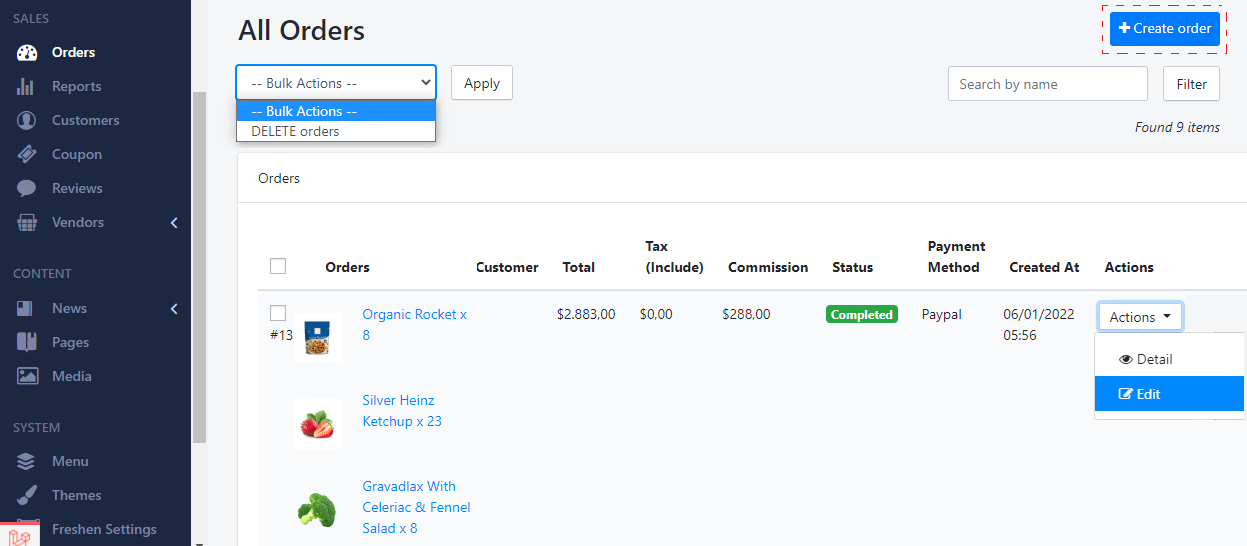 SALES
Orders
Reports
Customers
Coupon
Reviews
Vendors
CONTENT
News
Pages
Media
SYSTEM
Menu
Themes
Freshen Settings
All Orders
Create order
-- Bulk Actions --
Apply
Search by name
Filter
-- Bulk Actions --
DELETE orders
Found 9 items
Orders
Orders
Customer
Total
Tax
(Include)
Commission
Status
Payment
Method
Created At
Actions
#13
Organic Rocket x
8
$2.883,00
$0,00
$288,00
Completed
Paypal
06/01/2022
05:56
Actions
Detail
Edit
Silver Heinz
Ketchup x 23
Gravadlax With
Celeriac & Fennel
Salad x 8